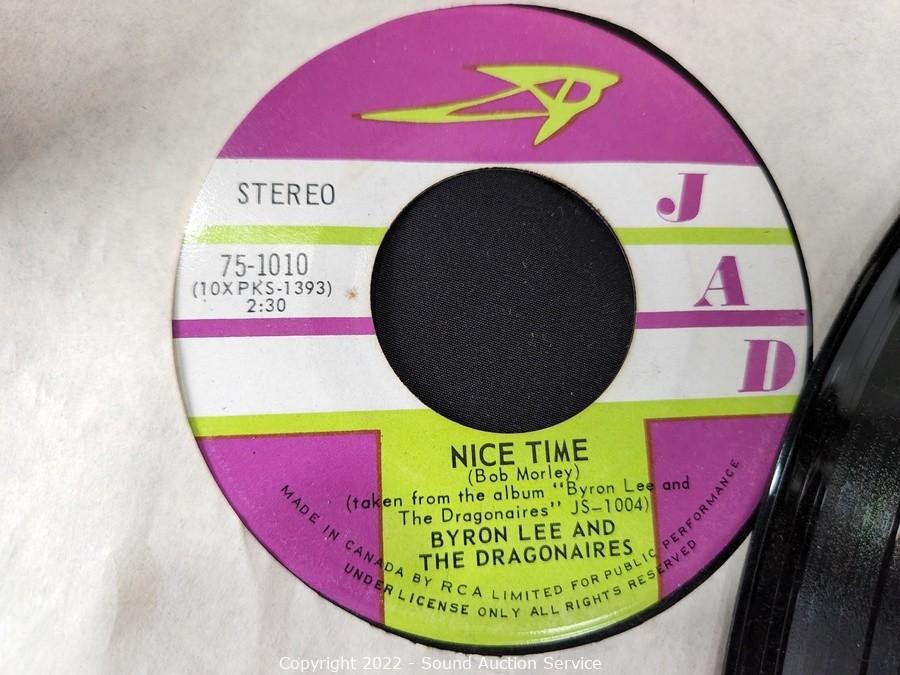 STEREO
JAD
75-1010
(10XPKS-1393)
2:30
NICE TIME
(Bob Morley)
(taken from the album "Byron Lee and
The Dragonaires" JS-1004)
BYRON LEE AND
THE DRAGONAIRES
MADE IN CANADA BY RCA LIMITED FOR PUBLIC PERFORMANCE
UNDER LICENSE ONLY ALL RIGHTS RESERVED
Copyright 2022 - Sound Auction Service